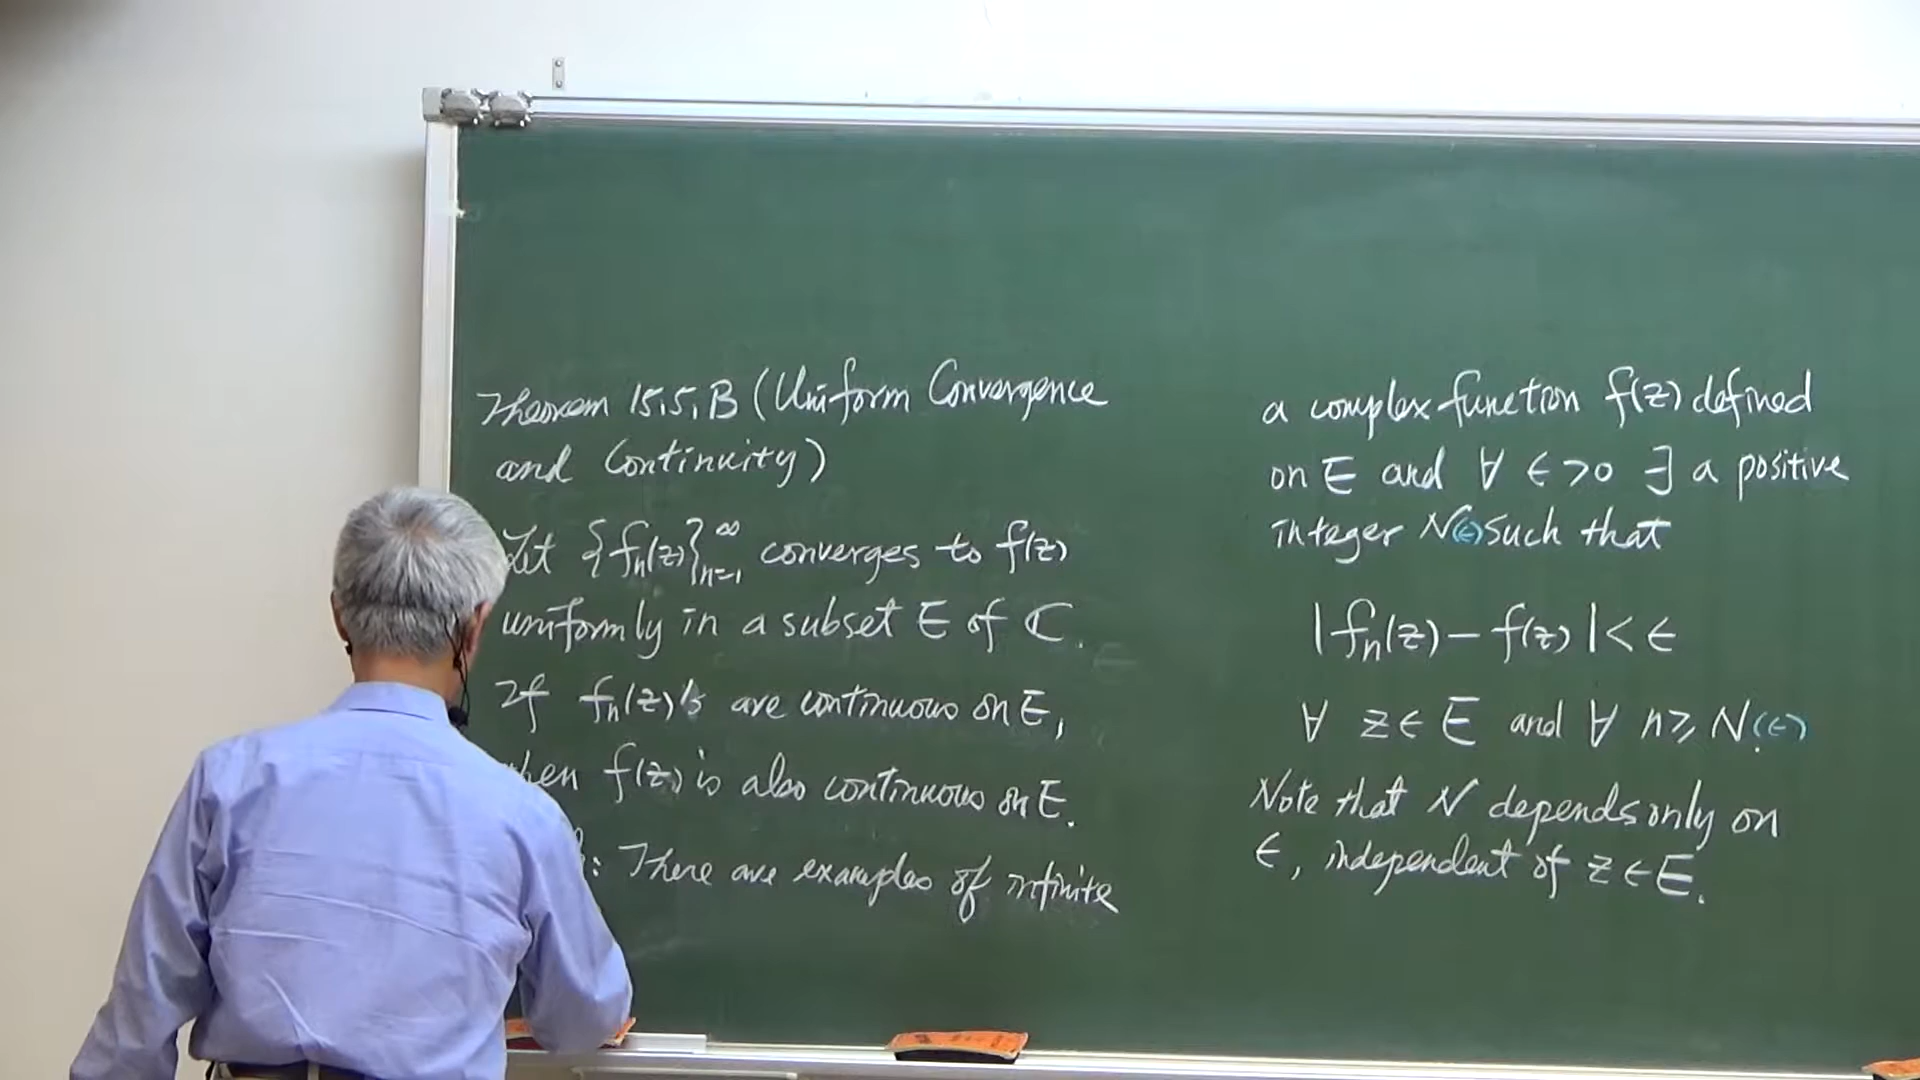 Theorem 15.5.B (Uniform Convergence
and Continuity)
Let {fn(z)}∞n=1 converges to f(z)
uniformly in a subset E of ℂ.
If fn(z)'s are continuous on E,
then f(z) is also continuous on E.
: There are examples of infinite
a complex function f(z) defined
on E and ∀ ϵ > 0 ∃ a positive
integer N(ϵ) such that
|fn(z) − f(z)| < ϵ
∀ z ∈ E and ∀ n ≥ N(ϵ).
Note that N depends only on
ϵ, independent of z ∈ E.